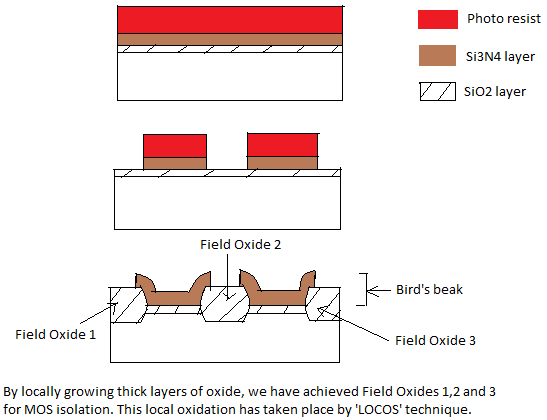 Photo resist
Si3N4 layer
SiO2 layer
Field Oxide 2
Bird's beak
Field Oxide 1
Field Oxide 3
By locally growing thick layers of oxide, we have achieved Field Oxides 1,2 and 3
for MOS isolation. This local oxidation has taken place by 'LOCOS' technique.